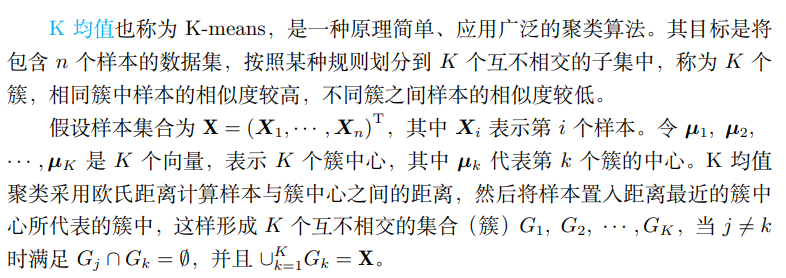 K 均值也称为 K-means，是一种原理简单、应用广泛的聚类算法。其目标是将
包含 n 个样本的数据集，按照某种规则划分到 K 个互不相交的子集中，称为 K 个
簇，相同簇中样本的相似度较高，不同簇之间样本的相似度较低。
假设样本集合为 X = (X₁, ⋯ , Xₙ)ᵀ，其中 Xᵢ 表示第 i 个样本。令 μ₁, μ₂,
⋯ , μ_K 是 K 个向量，表示 K 个簇中心，其中 μₖ 代表第 k 个簇的中心。K 均值
聚类采用欧氏距离计算样本与簇中心之间的距离，然后将样本置入距离最近的簇中
心所代表的簇中，这样形成 K 个互不相交的集合（簇）G₁, G₂, ⋯ , G_K，当 j ≠ k
时满足 Gⱼ ∩ Gₖ = ∅，并且 ∪ₖ₌₁ᴷ Gₖ = X。